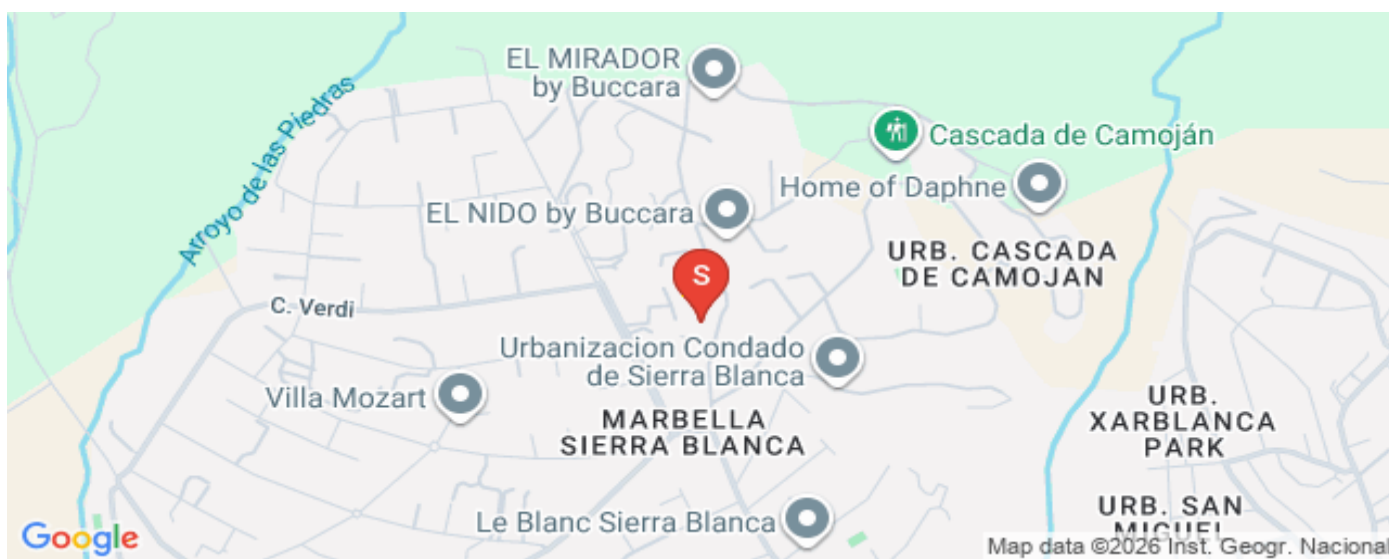 EL MIRADOR
by Buccara
Arroyo de las Piedras
Cascada de Camoján
Home of Daphne
EL NIDO by Buccara
URB. CASCADA
DE CAMOJAN
S
C. Verdi
Urbanizacion Condado
de Sierra Blanca
Villa Mozart
MARBELLA
SIERRA BLANCA
URB.
XARBLANCA
PARK
URB. SAN
MIGUEL
Le Blanc Sierra Blanca
Google
Map data ©2026 Inst. Geogr. Nacional